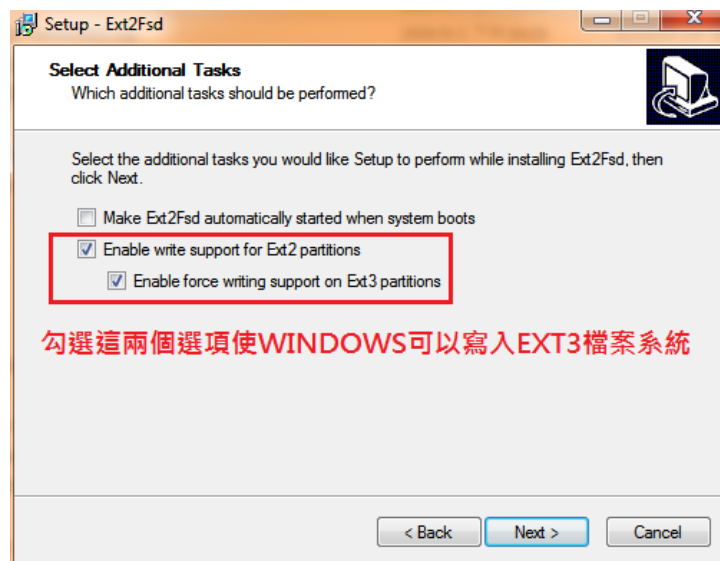 Setup - Ext2Fsd
Select Additional Tasks
Which additional tasks should be performed?
Select the additional tasks you would like Setup to perform while installing Ext2Fsd, then
click Next.
Make Ext2Fsd automatically started when system boots
Enable write support for Ext2 partitions
Enable force writing support on Ext3 partitions
勾選這兩個選項使WINDOWS可以寫入EXT3檔案系統
< Back
Next >
Cancel